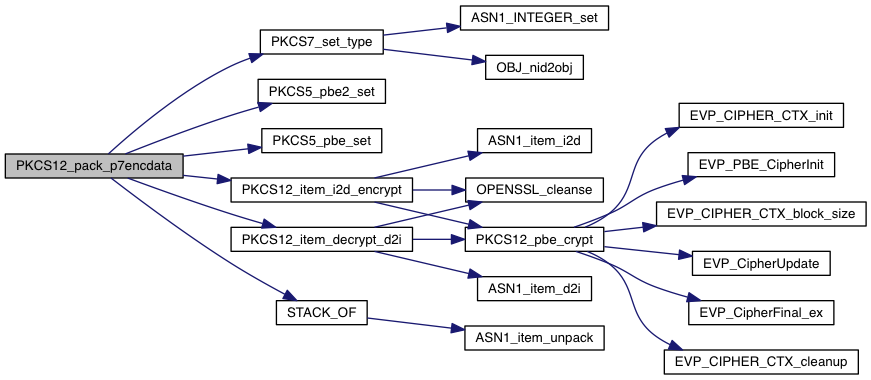 PKCS12_pack_p7encdata
PKCS7_set_type
PKCS5_pbe2_set
PKCS5_pbe_set
PKCS12_item_i2d_encrypt
PKCS12_item_decrypt_d2i
STACK_OF
ASN1_INTEGER_set
OBJ_nid2obj
ASN1_item_i2d
OPENSSL_cleanse
PKCS12_pbe_crypt
ASN1_item_d2i
ASN1_item_unpack
EVP_CIPHER_CTX_init
EVP_PBE_CipherInit
EVP_CIPHER_CTX_block_size
EVP_CipherUpdate
EVP_CipherFinal_ex
EVP_CIPHER_CTX_cleanup